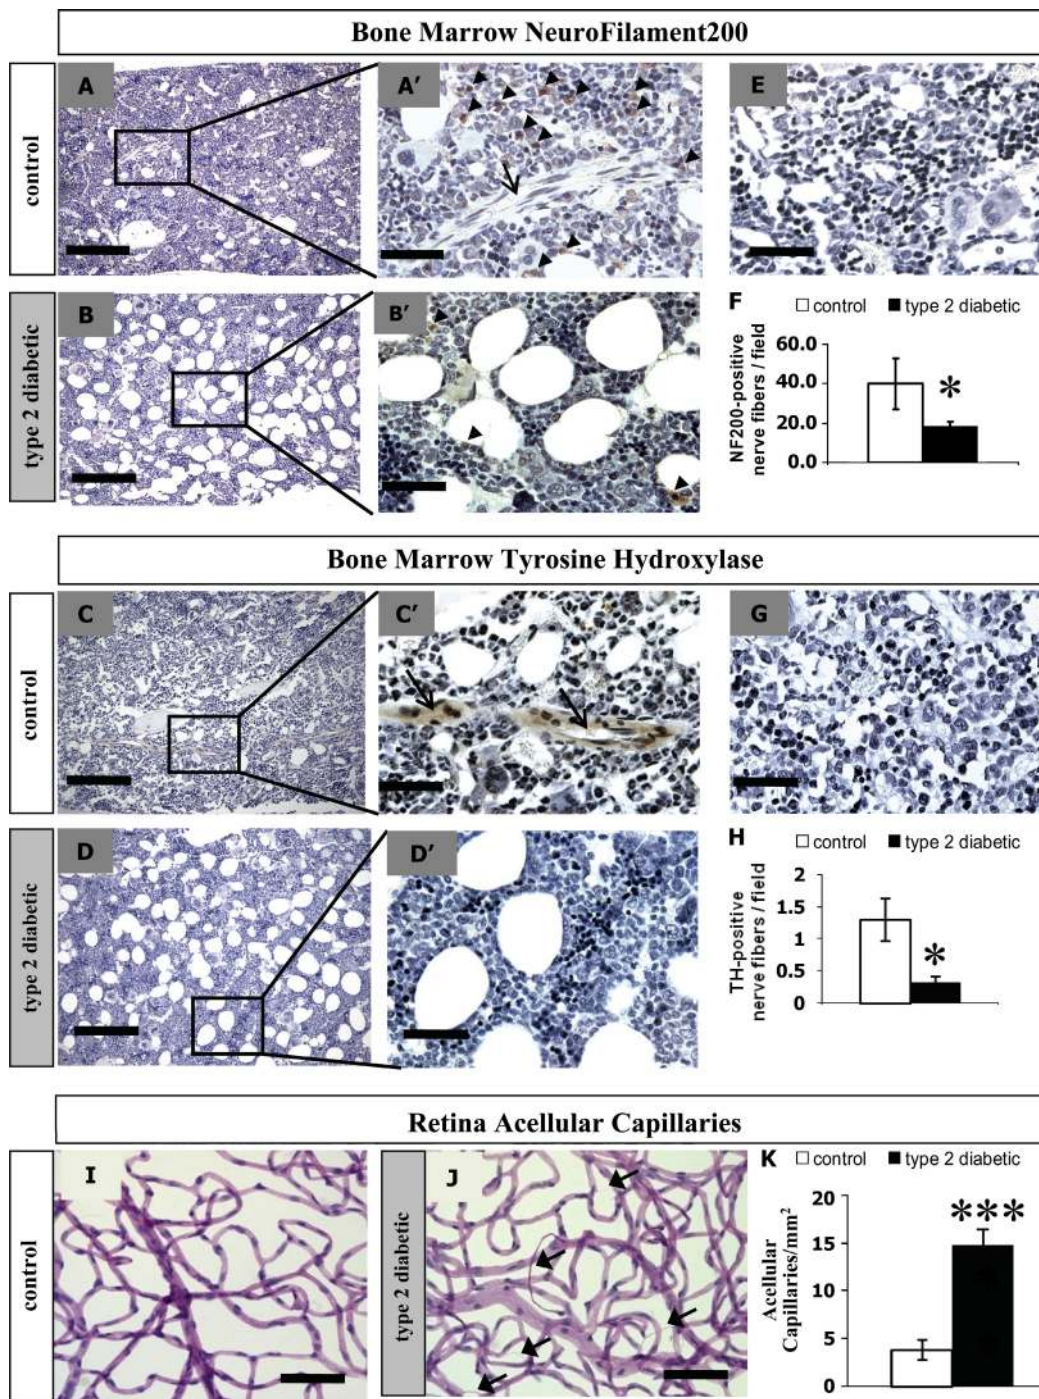 Bone Marrow NeuroFilament200
control
A
A'
E
type 2 diabetic
B
B'
F
control
type 2 diabetic
NF200-positive
nerve fibers / field
60.0
40.0
20.0
0.0
*
Bone Marrow Tyrosine Hydroxylase
control
C
C'
G
type 2 diabetic
D
D'
H
control
type 2 diabetic
TH-positive
nerve fibers / field
2
1.5
1
0.5
0
*
Retina Acellular Capillaries
control
I
type 2 diabetic
J
K
control
type 2 diabetic
Acellular
Capillaries/mm²
20
15
10
5
0
***